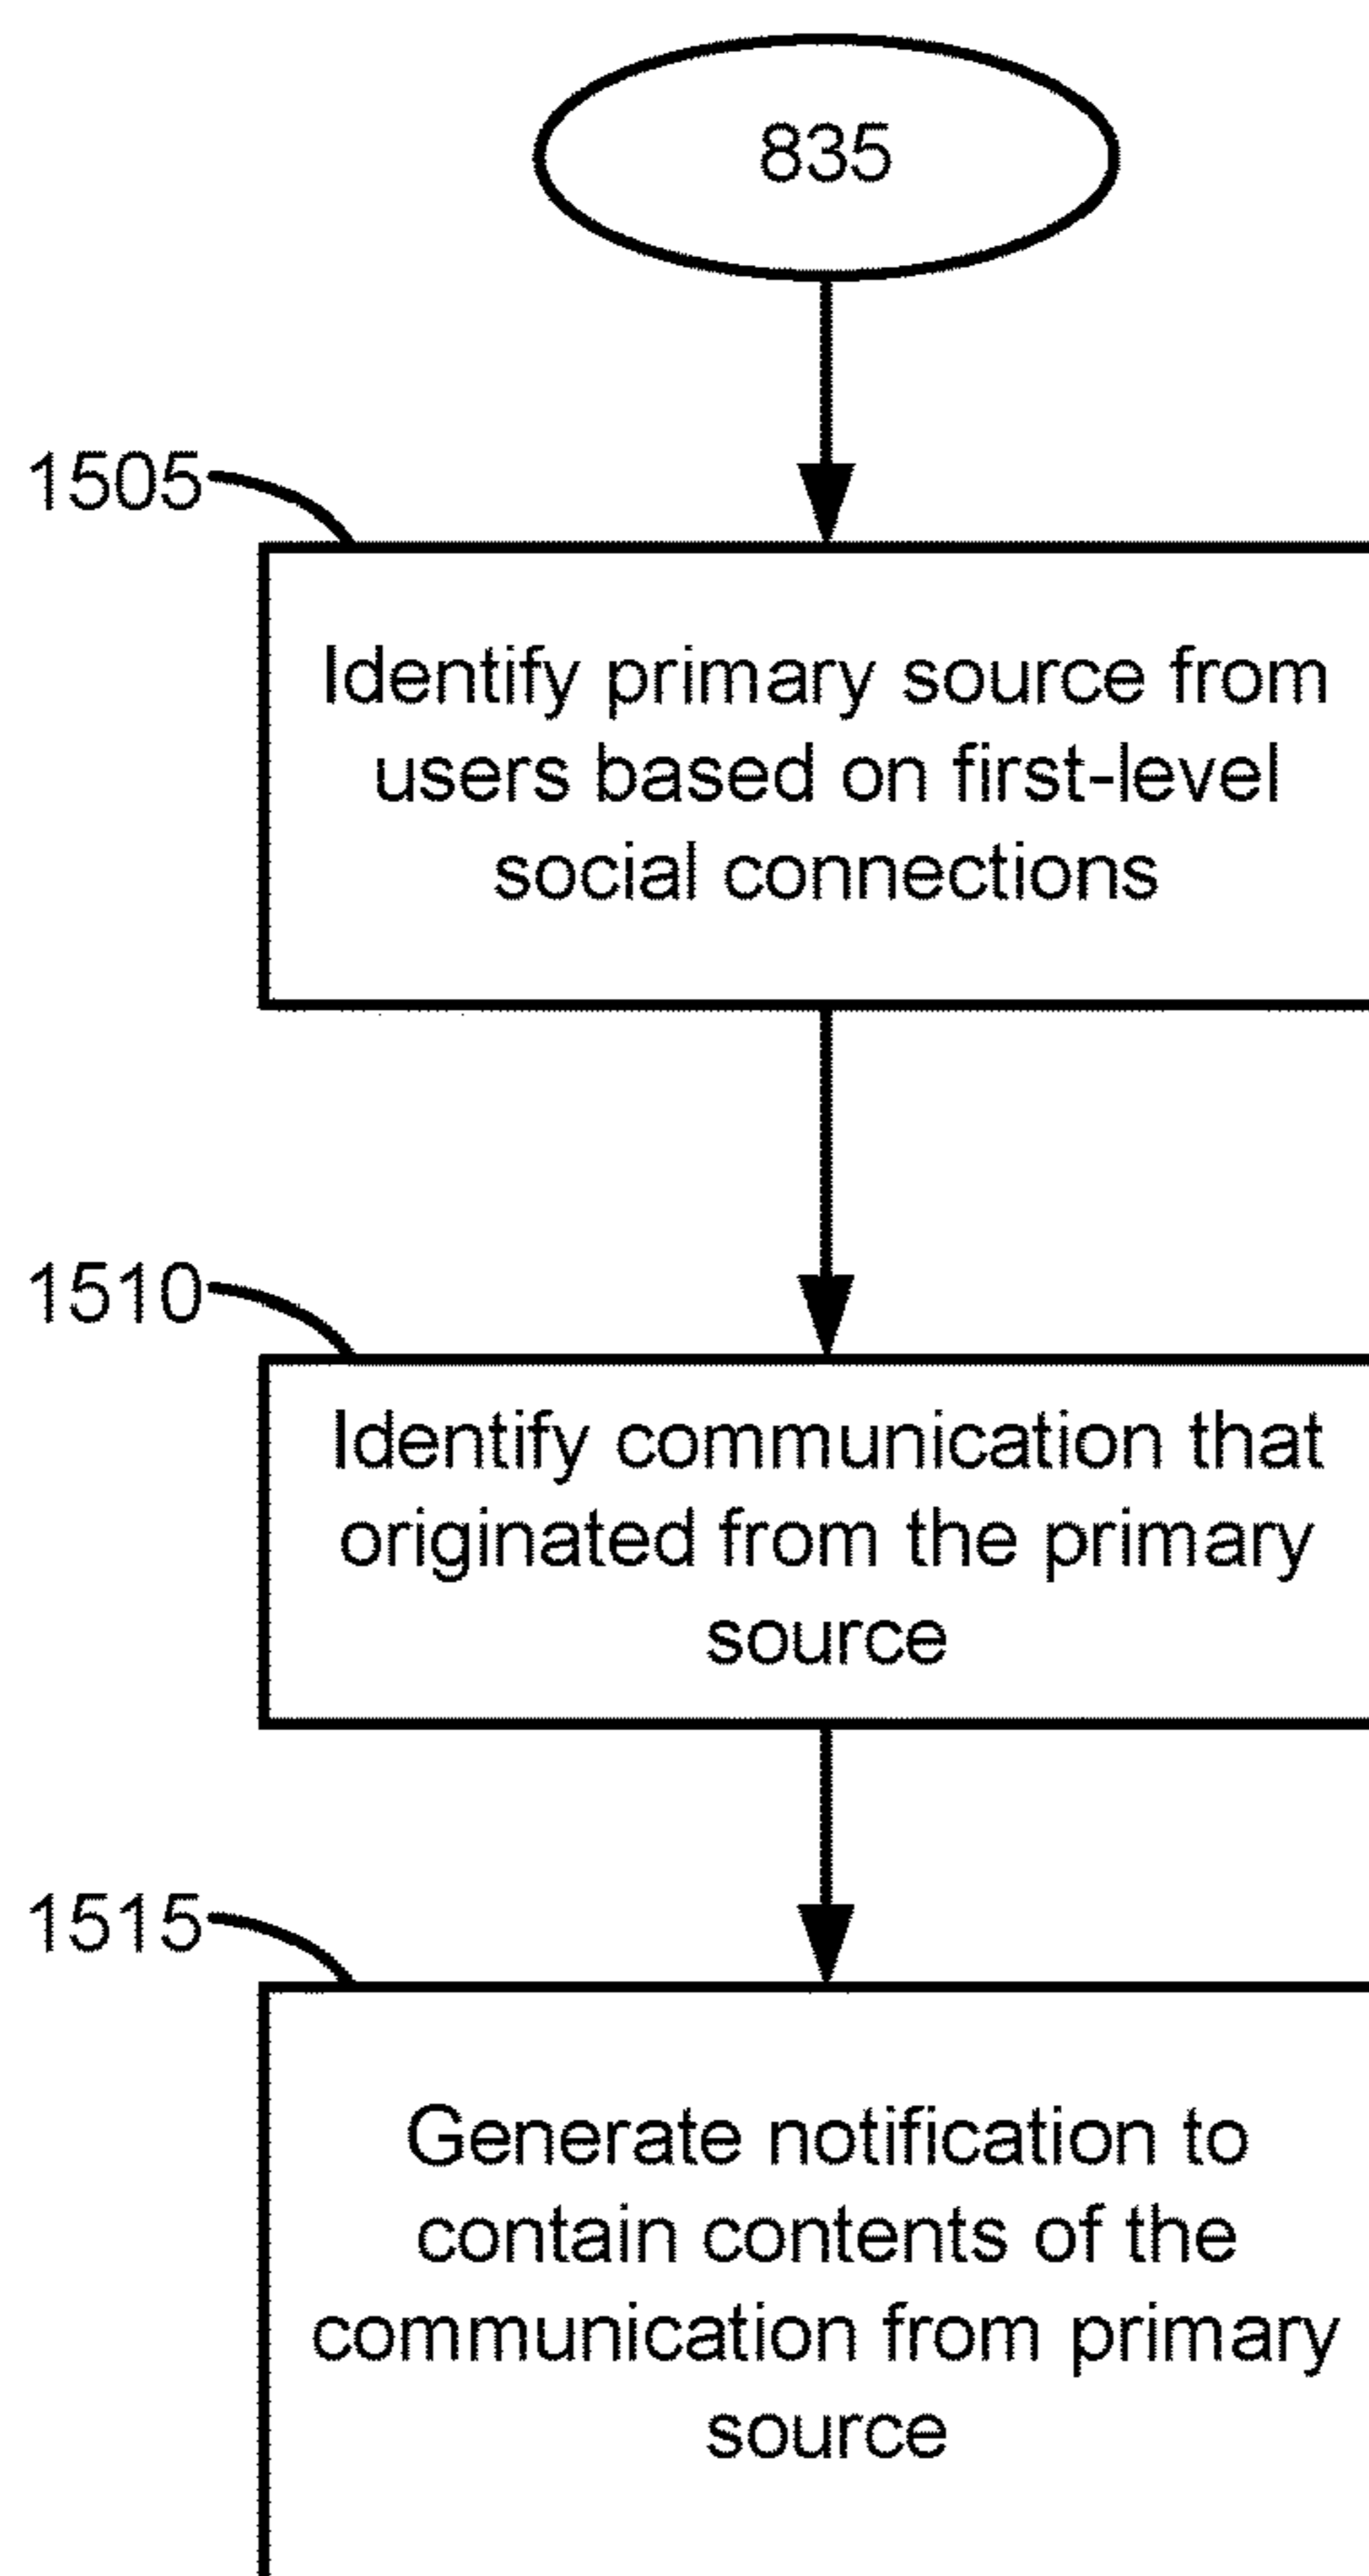 835
1505
Identify primary source from
users based on first-level
social connections
1510
Identify communication that
originated from the primary
source
1515
Generate notification to
contain contents of the
communication from primary
source